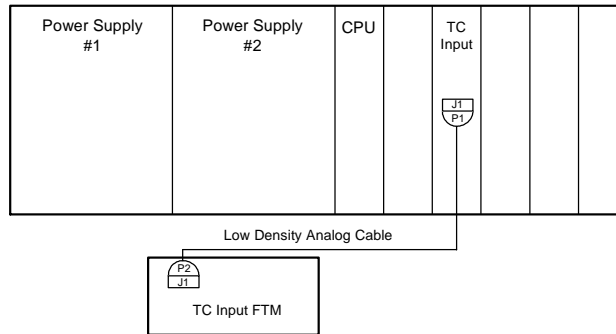 Power Supply
#1
Power Supply
#2
CPU
TC
Input
J1
P1
Low Density Analog Cable
P2
J1
TC Input FTM